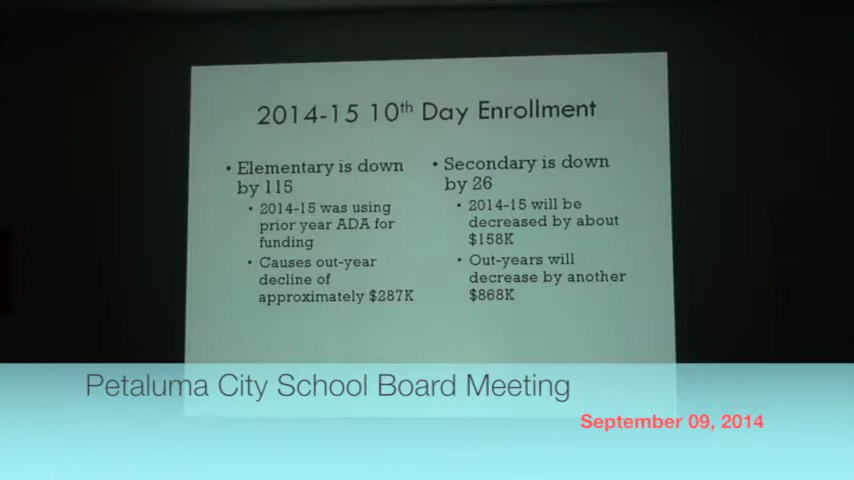 2014-15 10th Day Enrollment
• Elementary is down
by 115
• 2014-15 was using
prior year ADA for
funding
• Causes out-year
decline of
approximately $287K
• Secondary is down
by 26
• 2014-15 will be
decreased by about
$158K
• Out-years will
decrease by another
$868K
Petaluma City School Board Meeting
September 09, 2014